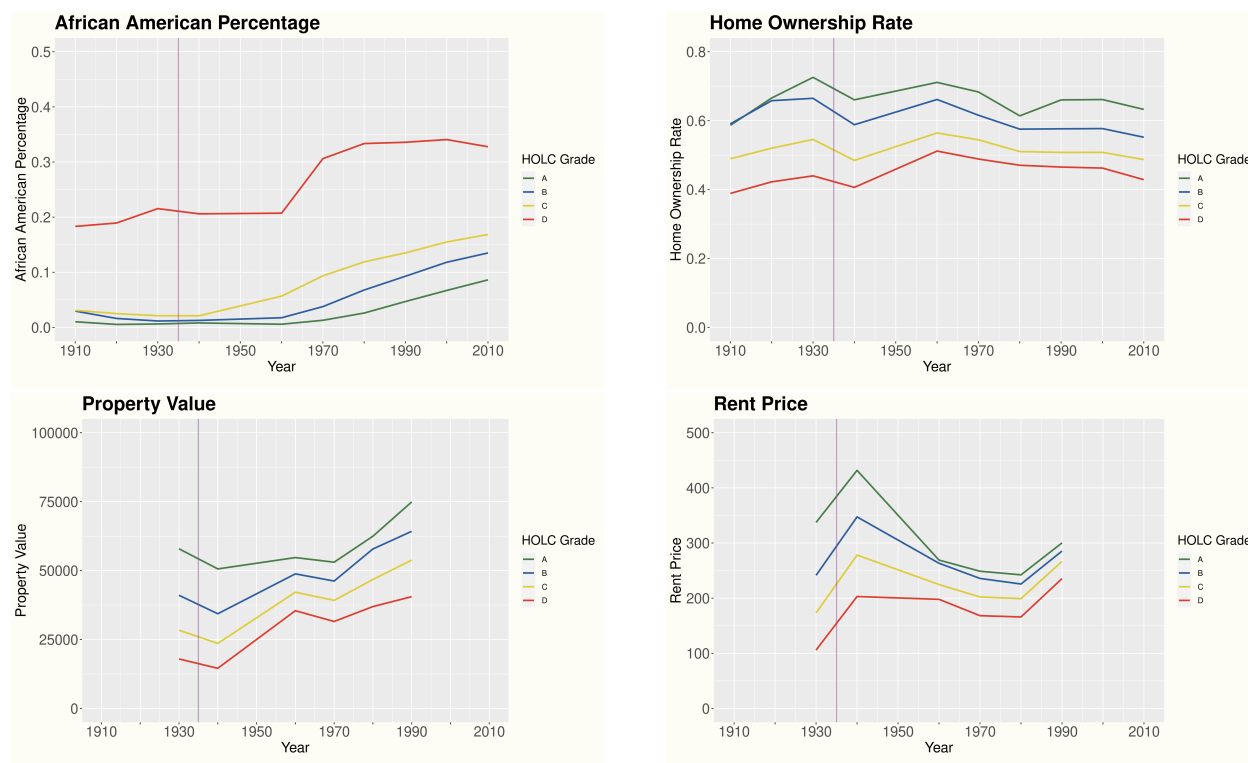 African American Percentage
0.5
0.4
0.3
0.2
0.1
0.0
African American Percentage
1910 1930 1950 1970 1990 2010
Year
HOLC Grade
A
B
C
D
Home Ownership Rate
0.8
0.6
0.4
0.2
0.0
Home Ownership Rate
1910 1930 1950 1970 1990 2010
Year
HOLC Grade
A
B
C
D
Property Value
100000
75000
50000
25000
0
Property Value
1910 1930 1950 1970 1990 2010
Year
HOLC Grade
A
B
C
D
Rent Price
500
400
300
200
100
0
Rent Price
1910 1930 1950 1970 1990 2010
Year
HOLC Grade
A
B
C
D